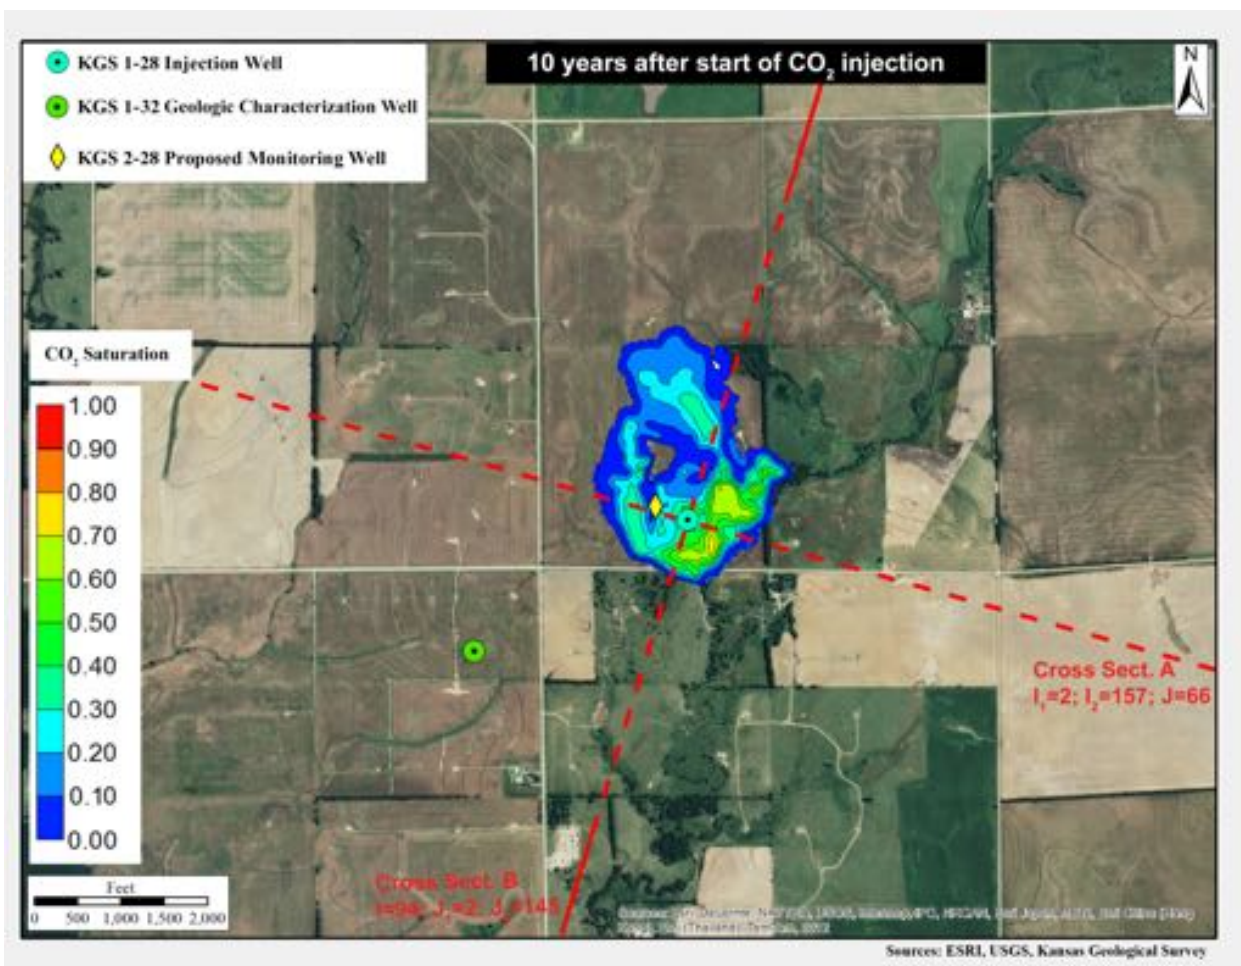 KGS 1-28 Injection Well
KGS 1-32 Geologic Characterization Well
KGS 2-28 Proposed Monitoring Well
10 years after start of CO₂ injection
N
CO₂ Saturation
1.00
0.90
0.80
0.70
0.60
0.50
0.40
0.30
0.20
0.10
0.00
Cross Sect. A
I₁=2; I₂=157; J=66
Cross Sect. B
Feet
0 500 1,000 1,500 2,000
Sources: ESRI, USGS, Kansas Geological Survey